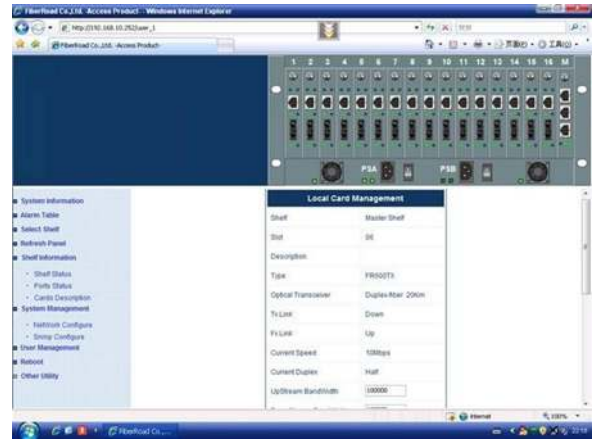 FiberRoad Co.,Ltd. -Access Product- - Windows Internet Explorer
FiberRoad Co.,Ltd. -Access Product-
1 2 3 4 5 6 7 8 9 10 11 12 13 14 15 16 M
PSA
PSB
System Information
Alarm Table
Select Shelf
Refresh Panel
Shelf Information
Shelf Status
Ports Status
Cards Description
System Management
NetWork Configure
Snmp Configure
User Management
Reboot
Other Utility
Local Card Management
Shelf Master Shelf
Slot
Description
Type
Optical Transceiver Duplex-fiber 20Km
Tx Link Down
Fx Link Up
Current Speed 10Mbps
Current Duplex Half
UpStream BandWidth 100000
Internet
100%
FiberRoad Co.,...